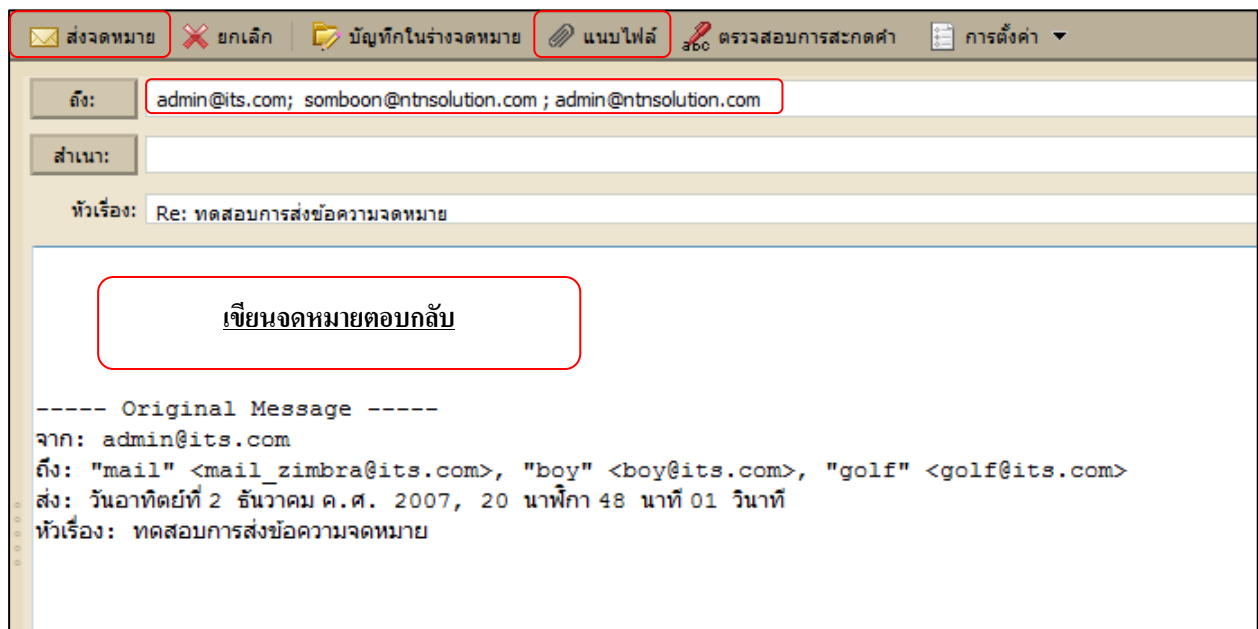 ส่งจดหมาย ยกเลิก บันทึกในร่างจดหมาย แนบไฟล์ abc ตรวจสอบการสะกดคำ การตั้งค่า
ถึง: admin@its.com; somboon@ntnsolution.com ; admin@ntnsolution.com
สำเนา:
หัวเรื่อง: Re: ทดสอบการส่งข้อความจดหมาย
เขียนจดหมายตอบกลับ
----- Original Message -----
จาก: admin@its.com
ถึง: "mail" <mail_zimbra@its.com>, "boy" <boy@its.com>, "golf" <golf@its.com>
ส่ง: วันอาทิตย์ที่ 2 ธันวาคม ค.ศ. 2007, 20 นาฬิกา 48 นาที 01 วินาที
หัวเรื่อง: ทดสอบการส่งข้อความจดหมาย